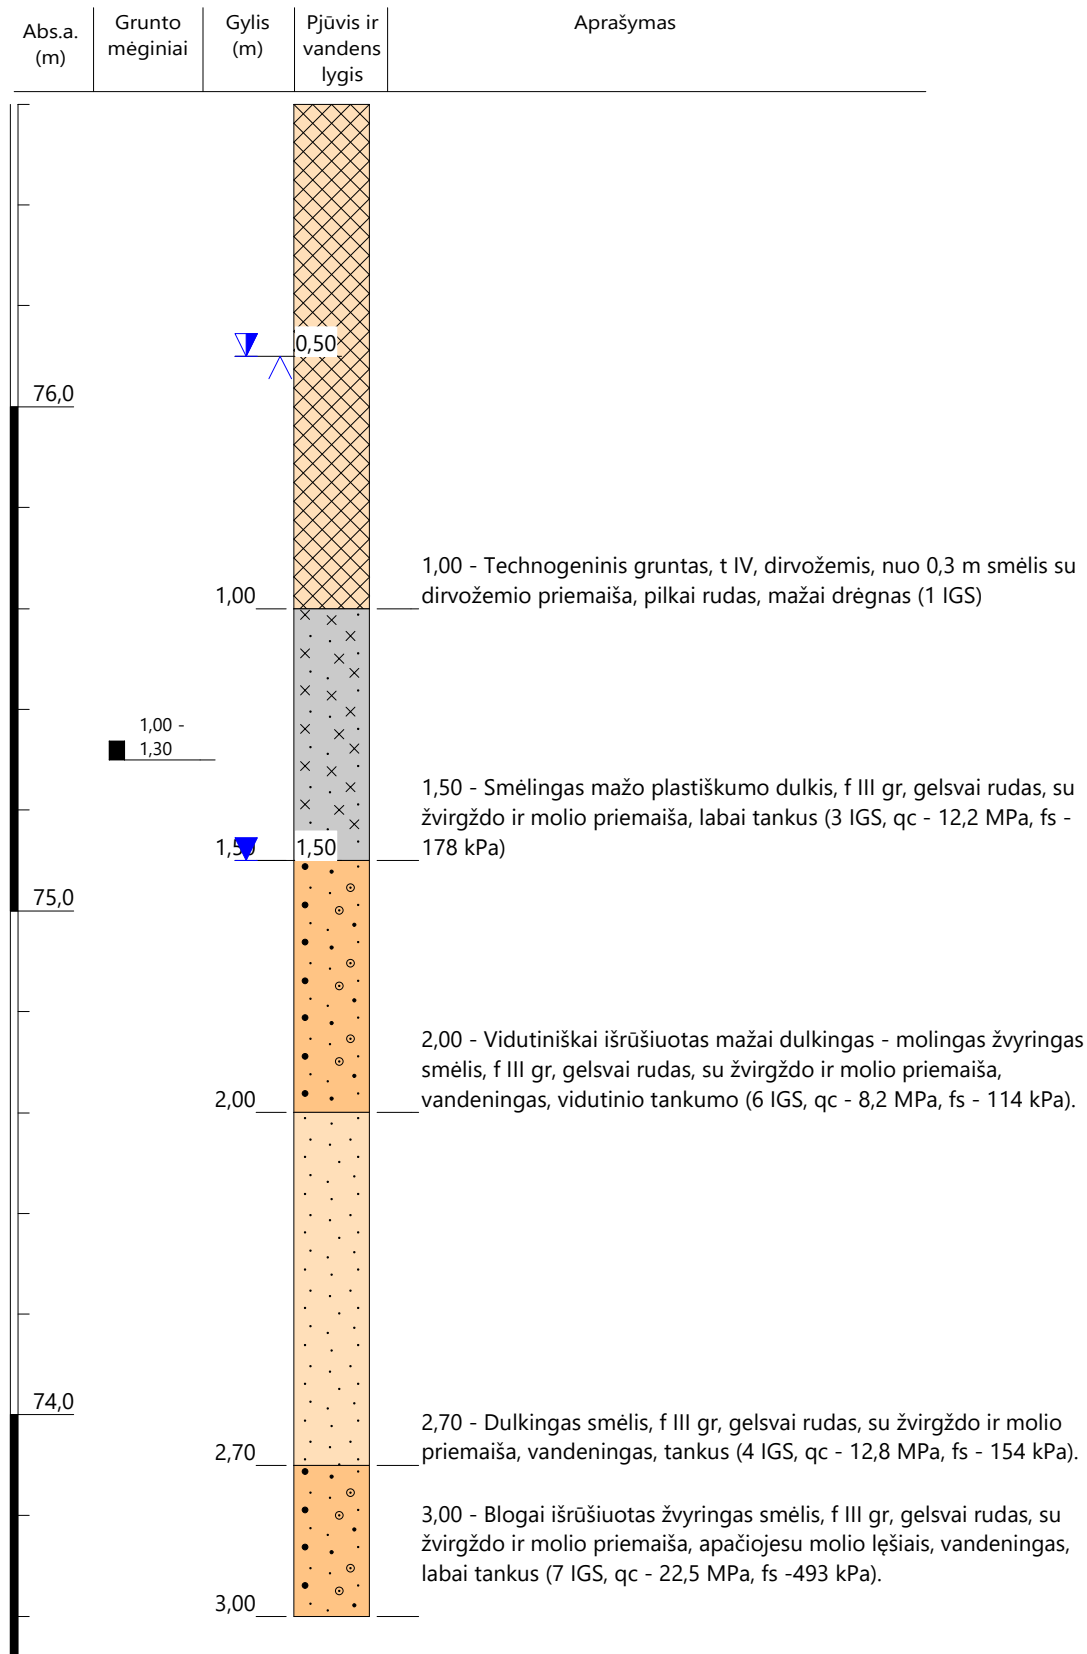 Abs.a.
(m)
Grunto
mėginiai
Gylis
(m)
Pjūvis ir
vandens
lygis
Aprašymas
0,50
76,0
1,00 - Technogeninis gruntas, t IV, dirvožemis, nuo 0,3 m smėlis su
dirvožemio priemaiša, pilkai rudas, mažai drėgnas (1 IGS)
1,00
1,00 -
1,30
1,50 - Smėlingas mažo plastiškumo dulkis, f III gr, gelsvai rudas, su
žvirgždo ir molio priemaiša, labai tankus (3 IGS, qc - 12,2 MPa, fs -
178 kPa)
1,50
1,50
75,0
2,00 - Vidutiniškai išrūšiuotas mažai dulkingas - molingas žvyringas
smėlis, f III gr, gelsvai rudas, su žvirgždo ir molio priemaiša,
vandeningas, vidutinio tankumo (6 IGS, qc - 8,2 MPa, fs - 114 kPa).
2,00
74,0
2,70 - Dulkingas smėlis, f III gr, gelsvai rudas, su žvirgždo ir molio
priemaiša, vandeningas, tankus (4 IGS, qc - 12,8 MPa, fs - 154 kPa).
2,70
3,00 - Blogai išrūšiuotas žvyringas smėlis, f III gr, gelsvai rudas, su
žvirgždo ir molio priemaiša, apačiojesu molio lęšiais, vandeningas,
labai tankus (7 IGS, qc - 22,5 MPa, fs -493 kPa).
3,00